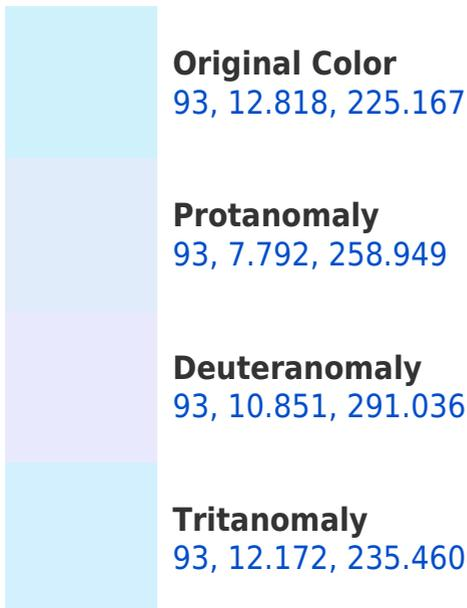 Original Color
93, 12.818, 225.167
Protanomaly
93, 7.792, 258.949
Deuteranomaly
93, 10.851, 291.036
Tritanomaly
93, 12.172, 235.460